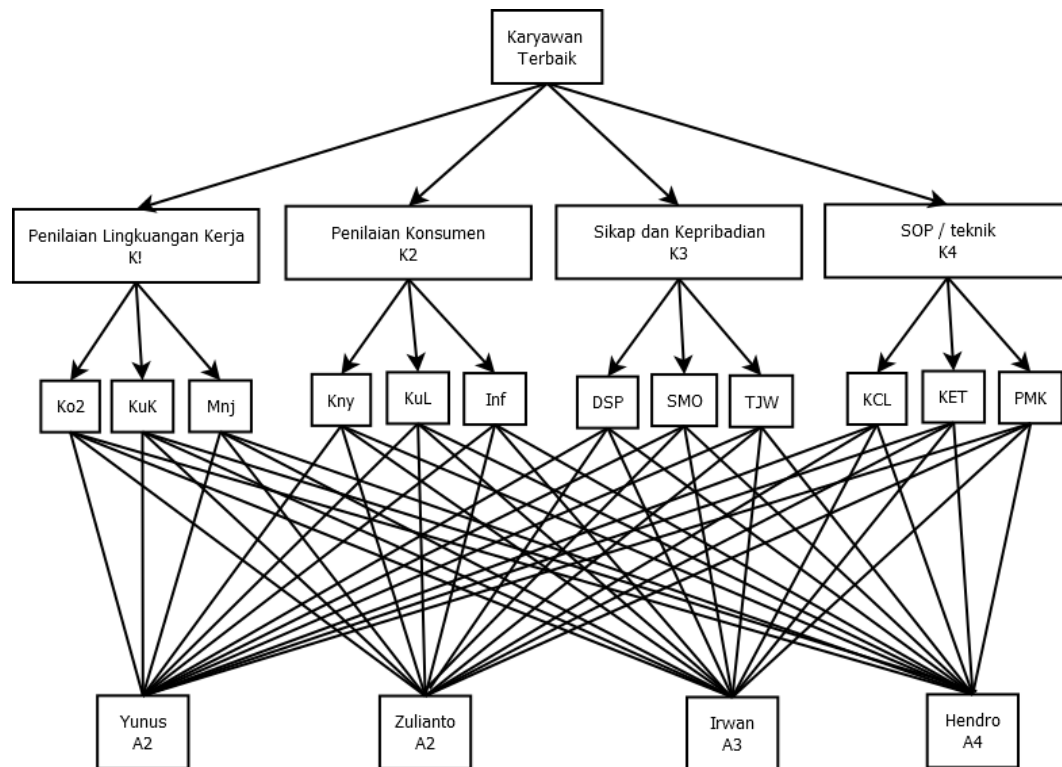 Karyawan
Terbaik
Penilaian Lingkuangan Kerja
K!
Penilaian Konsumen
K2
Sikap dan Kepribadian
K3
SOP / teknik
K4
Ko2
KuK
Mnj
Kny
KuL
Inf
DSP
SMO
TJW
KCL
KET
PMK
Yunus
A2
Zulianto
A2
Irwan
A3
Hendro
A4